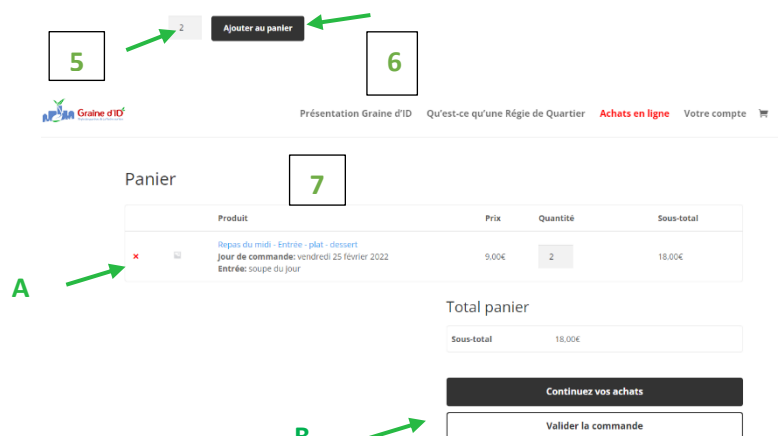 2 Ajouter au panier
5
6
Graine d'ID
Présentation Graine d'ID Qu'est-ce qu'une Régie de Quartier Achats en ligne Votre compte
Panier
7
Produit Prix Quantité Sous-total
Repas du midi - Entrée - plat - dessert
Jour de commande: vendredi 25 février 2022 9,00€ 2 18,00€
Entrée: soupe du jour
A
Total panier
Sous-total 18,00€
Continuez vos achats
Valider la commande
B